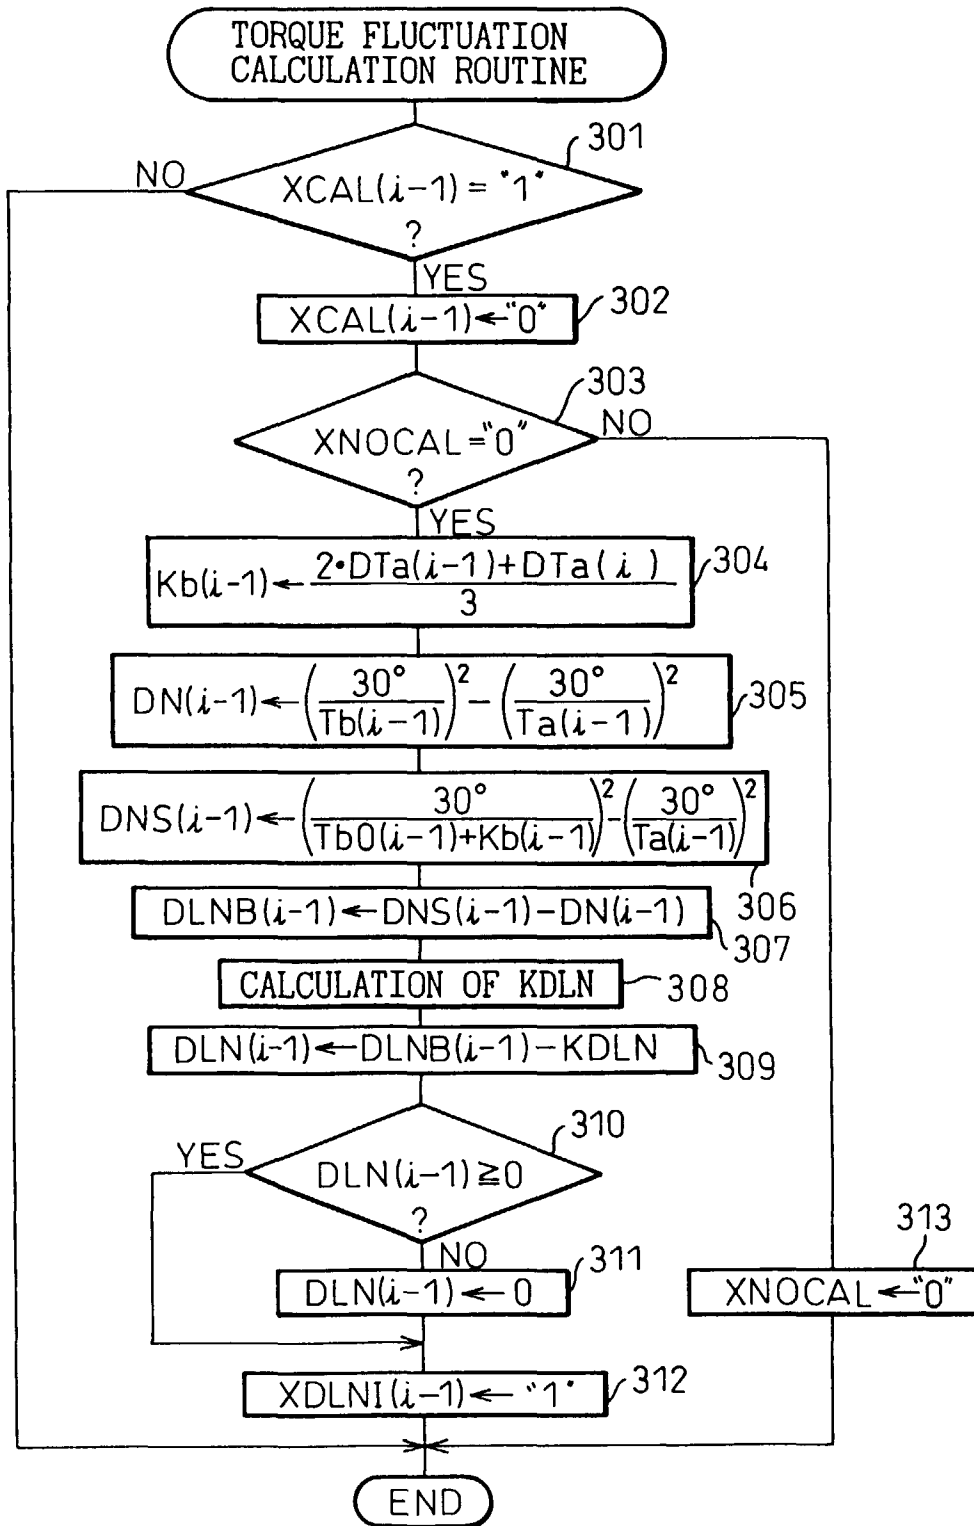 TORQUE FLUCTUATION
CALCULATION ROUTINE
301
NO
XCAL(i-1) = "1"
?
YES
XCAL(i-1)←"0"
302
303
XNOCAL="0"
NO
?
YES
Kb(i-1)← 2•DTa(i-1)+DTa(i) / 3
304
DN(i-1)←(30°/Tb(i-1))² − (30°/Ta(i-1))²
305
DNS(i-1)←(30°/Tb0(i-1)+Kb(i-1))² − (30°/Ta(i-1))²
306
DLNB(i-1)←DNS(i-1)−DN(i-1)
307
CALCULATION OF KDLN
308
DLN(i-1)←DLNB(i-1)−KDLN
309
310
YES
DLN(i-1)≧0
?
NO
313
311
DLN(i-1)←0
XNOCAL←"0"
XDLNI(i-1)←"1"
312
END